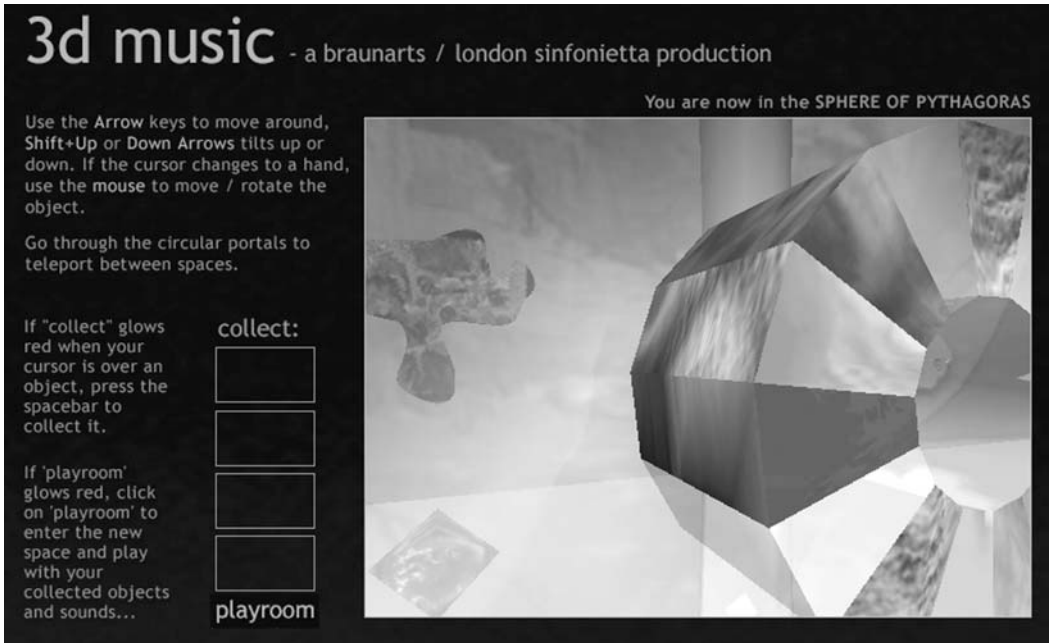 3d music - a braunarts / london sinfonietta production
You are now in the SPHERE OF PYTHAGORAS
Use the Arrow keys to move around,
Shift+Up or Down Arrows tilts up or
down. If the cursor changes to a hand,
use the mouse to move / rotate the
object.
Go through the circular portals to
teleport between spaces.
If "collect" glows
red when your
cursor is over an
object, press the
spacebar to
collect it.
If 'playroom'
glows red, click
on 'playroom' to
enter the new
space and play
with your
collected objects
and sounds...
collect:
playroom